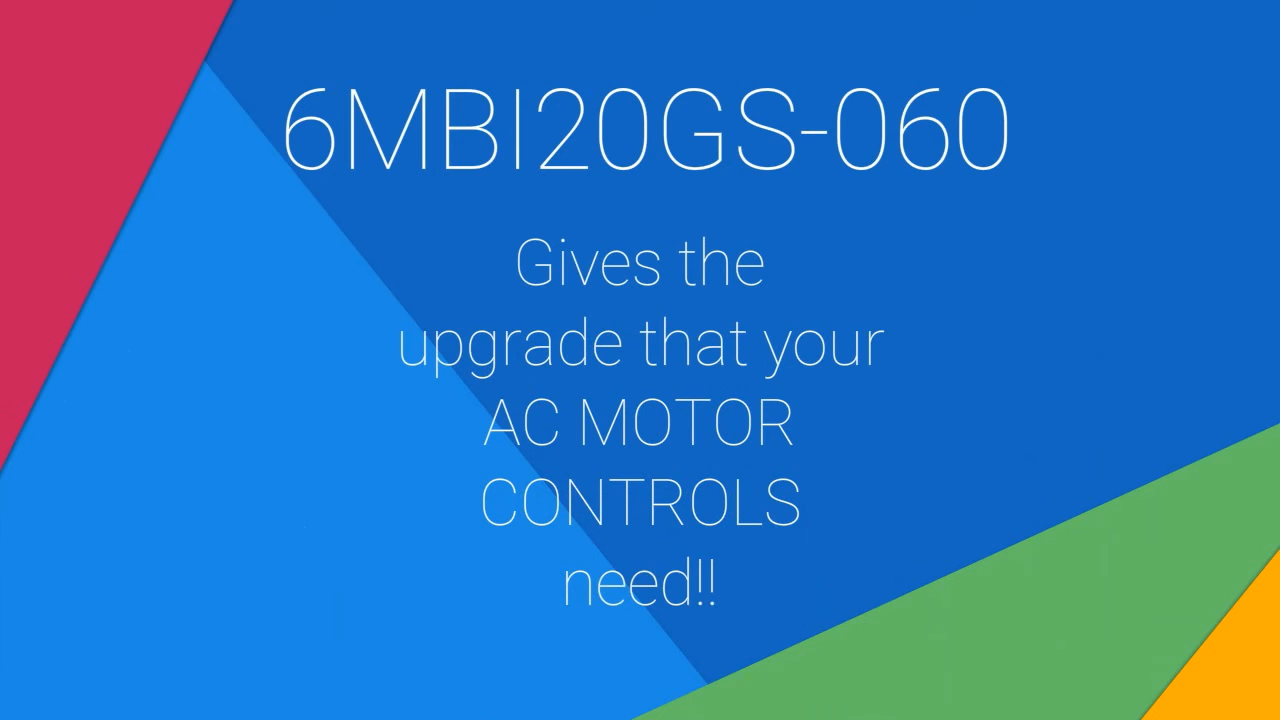 6MBI20GS-060
Gives the
upgrade that your
AC MOTOR
CONTROLS
need!!